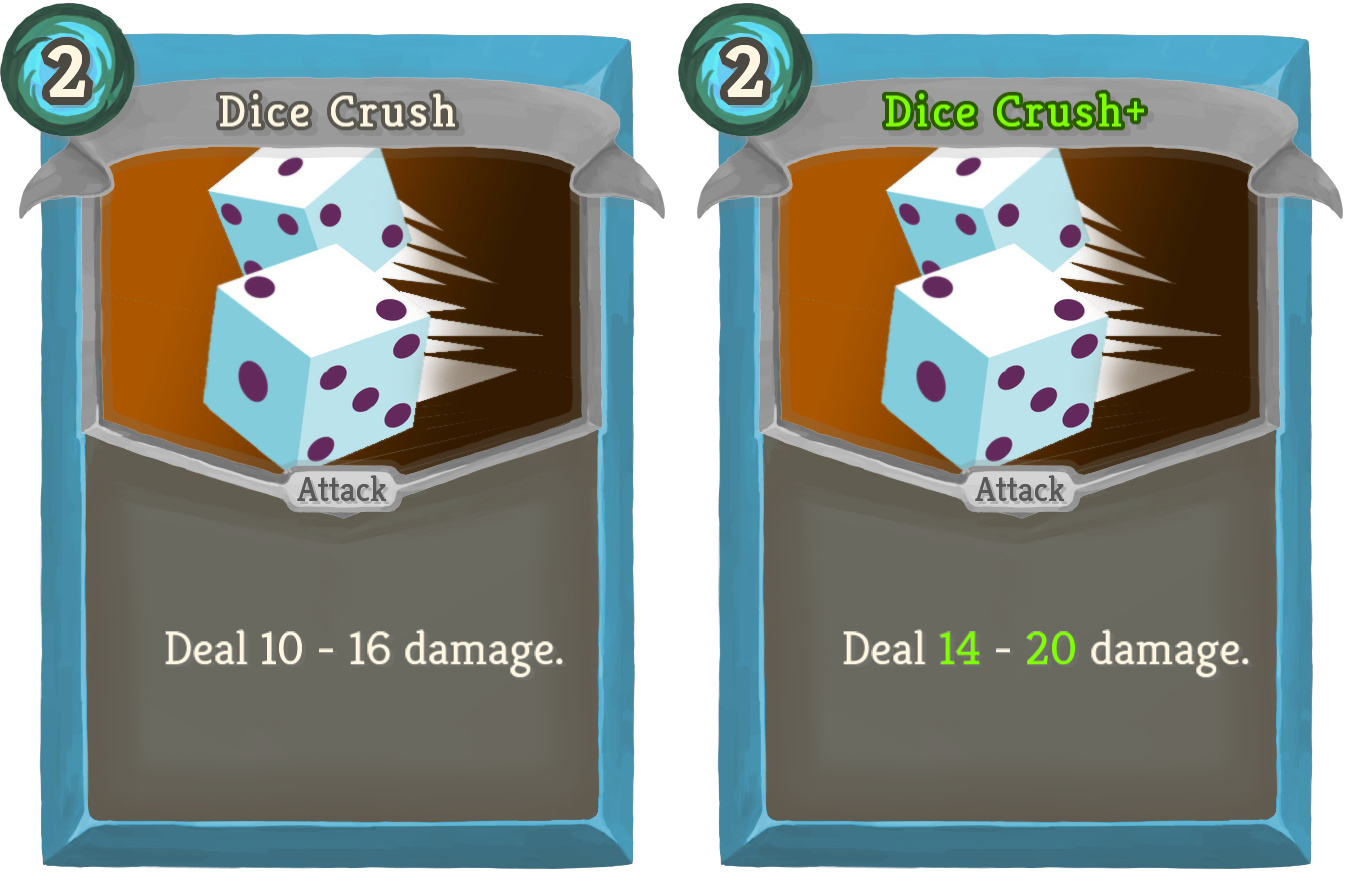 2
Dice Crush
Attack
Deal 10 - 16 damage.
2
Dice Crush+
Attack
Deal 14 - 20 damage.